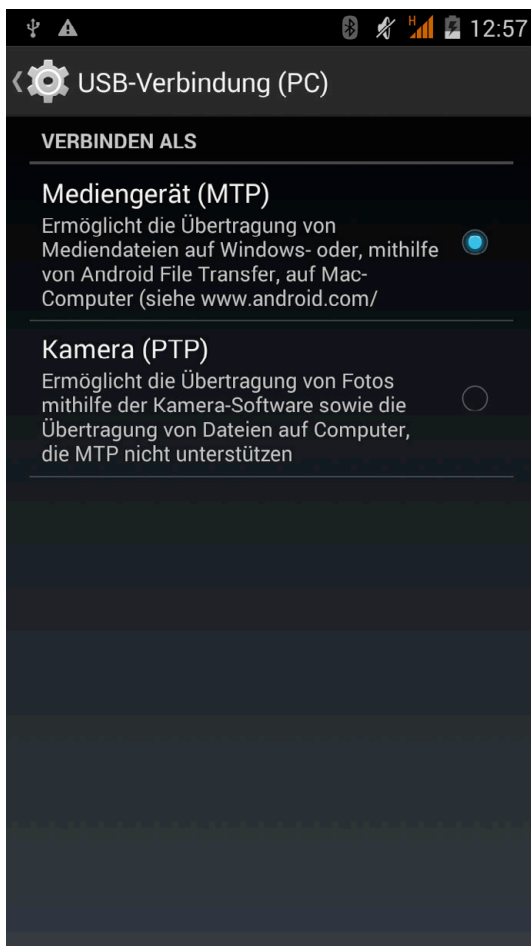 H
12:57
USB-Verbindung (PC)
VERBINDEN ALS
Mediengerät (MTP)
Ermöglicht die Übertragung von
Mediendateien auf Windows- oder, mithilfe
von Android File Transfer, auf Mac-
Computer (siehe www.android.com/
Kamera (PTP)
Ermöglicht die Übertragung von Fotos
mithilfe der Kamera-Software sowie die
Übertragung von Dateien auf Computer,
die MTP nicht unterstützen